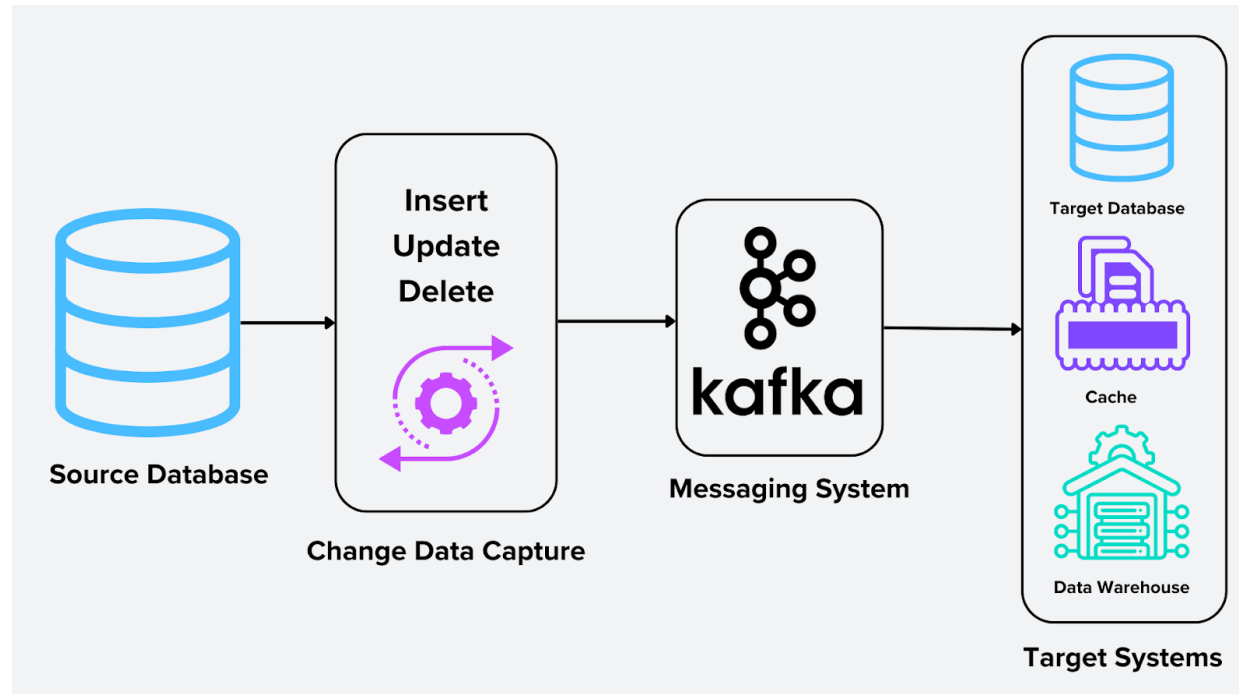 Source Database
Insert
Update
Delete
Change Data Capture
kafka
Messaging System
Target Database
Cache
Data Warehouse
Target Systems